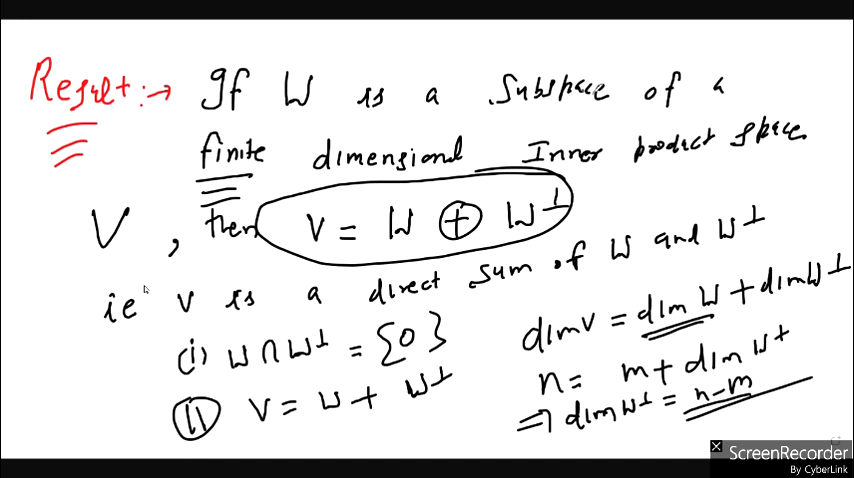 Result :→ If W is a Subspace of a
finite dimensional Inner product space
V, then V = W ⊕ W⊥
ie V is a direct sum of W and W⊥
(i) W ∩ W⊥ = {0}
(ii) V = W + W⊥
dim V = dim W + dim W⊥
n = m + dim W⊥
⇒ dim W⊥ = n-m
ScreenRecorder
By CyberLink